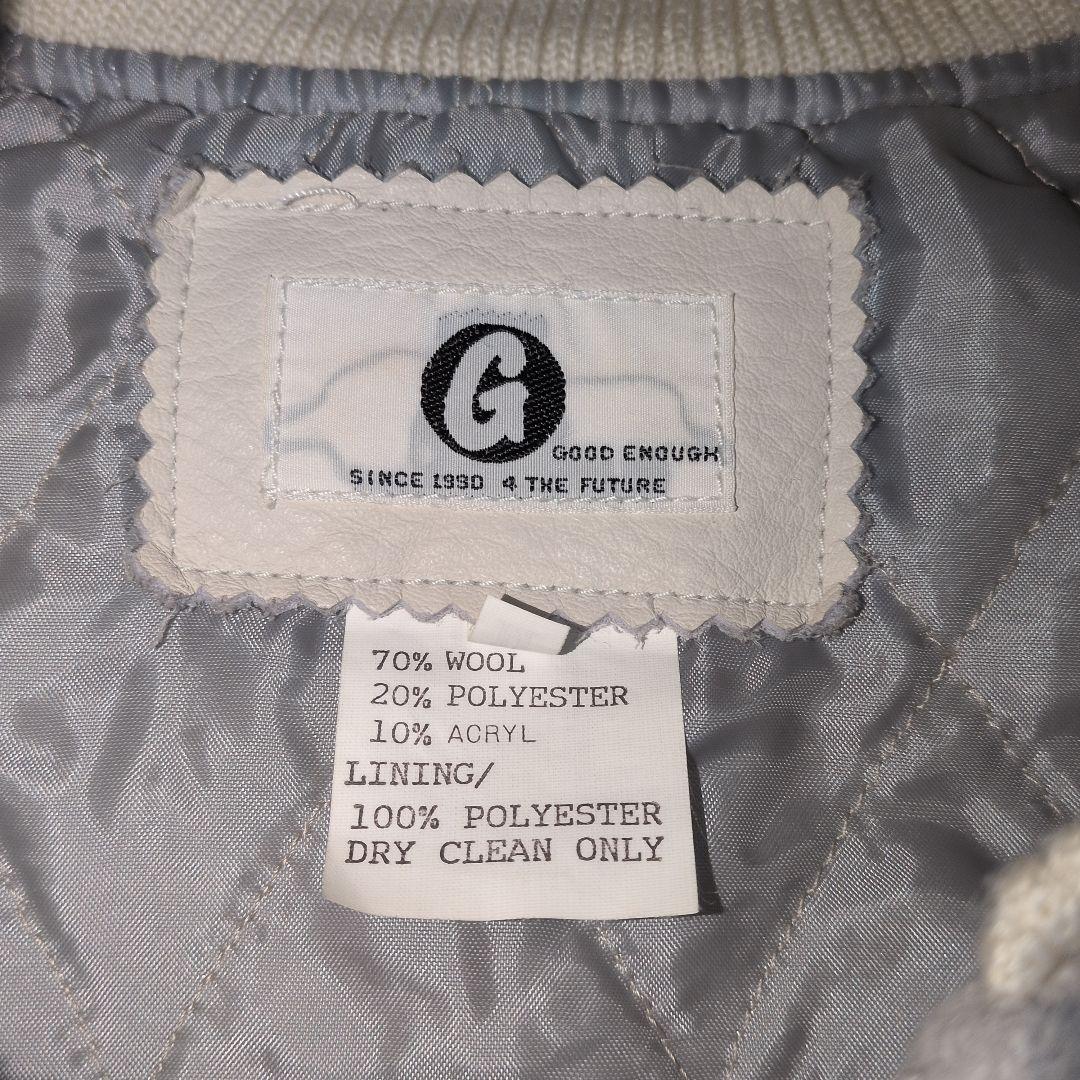 G
GOOD ENOUGH
SINCE 1990 4 THE FUTURE
70% WOOL
20% POLYESTER
10% ACRYL
LINING/
100% POLYESTER
DRY CLEAN ONLY